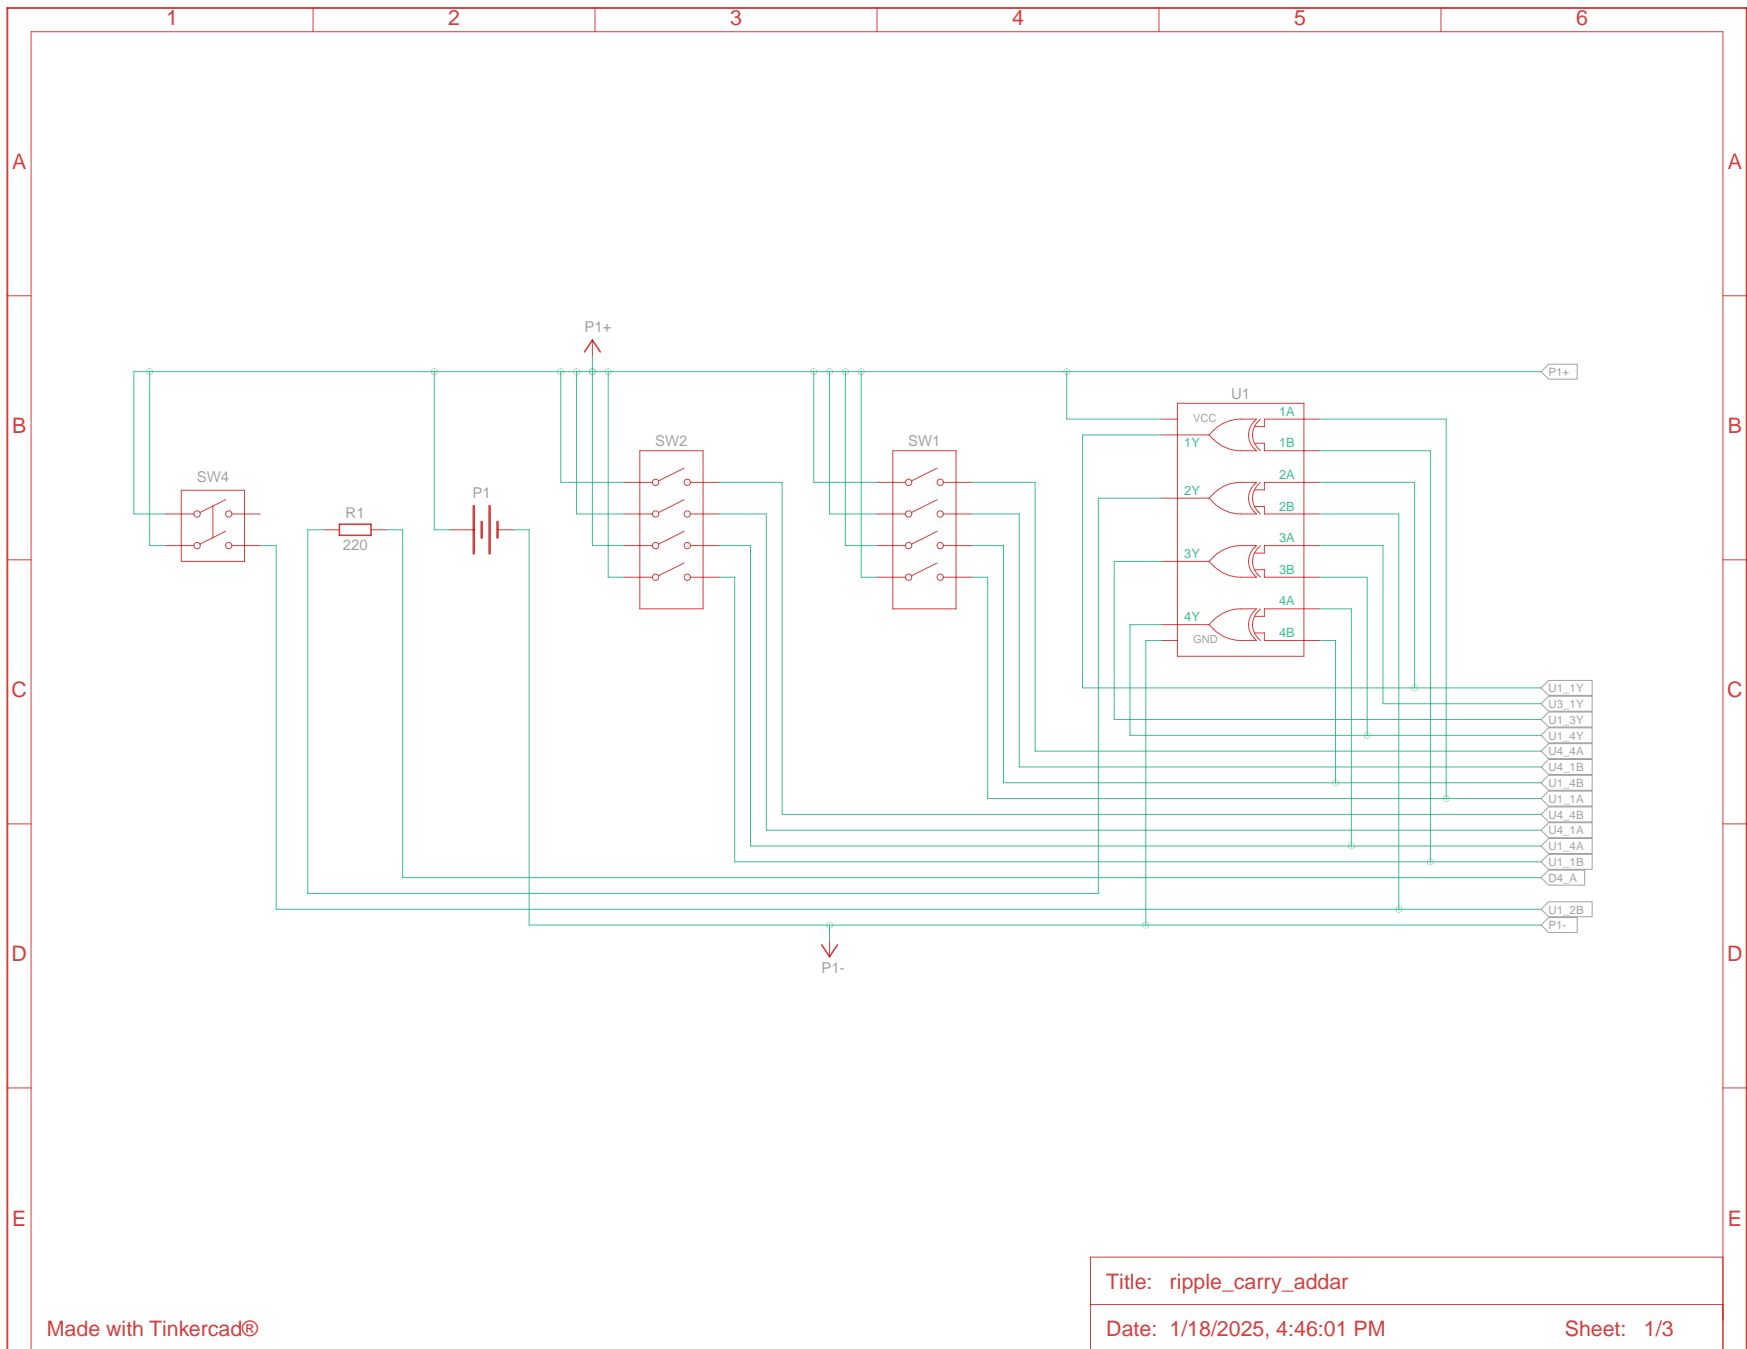 1 2 3 4 5 6
A A
P1+
P1+
B B
U1
VCC 1A
1Y 1B
SW2 SW1
2A
SW4 P1 2Y 2B
R1
220
3A
3Y 3B
4A
4Y 4B
GND
C C
U1_1Y
U3_1Y
U1_3Y
U1_4Y
U4_4A
U4_1B
U1_4B
U1_1A
U4_4B
U4_1A
U1_4A
U1_1B
D4_A
U1_2B
P1-
D D
P1-
E E
Title: ripple_carry_addar
Made with Tinkercad® Date: 1/18/2025, 4:46:01 PM Sheet: 1/3